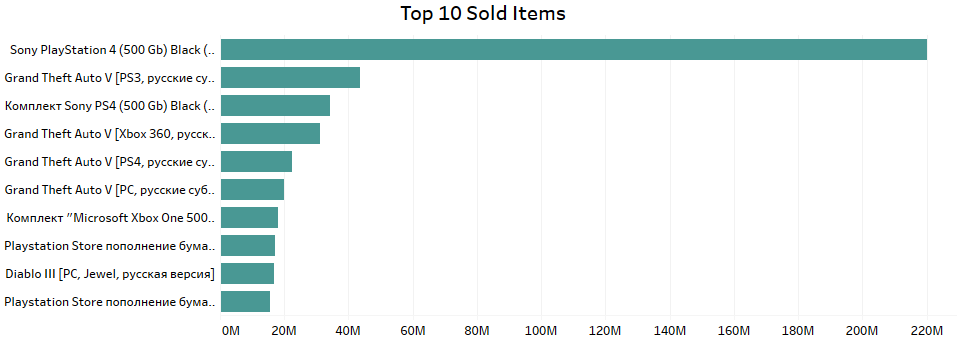 Top 10 Sold Items
Sony PlayStation 4 (500 Gb) Black (..
Grand Theft Auto V [PS3, русские су..
Комплект Sony PS4 (500 Gb) Black (..
Grand Theft Auto V [Xbox 360, русск..
Grand Theft Auto V [PS4, русские су..
Grand Theft Auto V [PC, русские суб..
Комплект "Microsoft Xbox One 500..
Playstation Store пополнение бума..
Diablo III [PC, Jewel, русская версия]
Playstation Store пополнение бума..
0M 20M 40M 60M 80M 100M 120M 140M 160M 180M 200M 220M